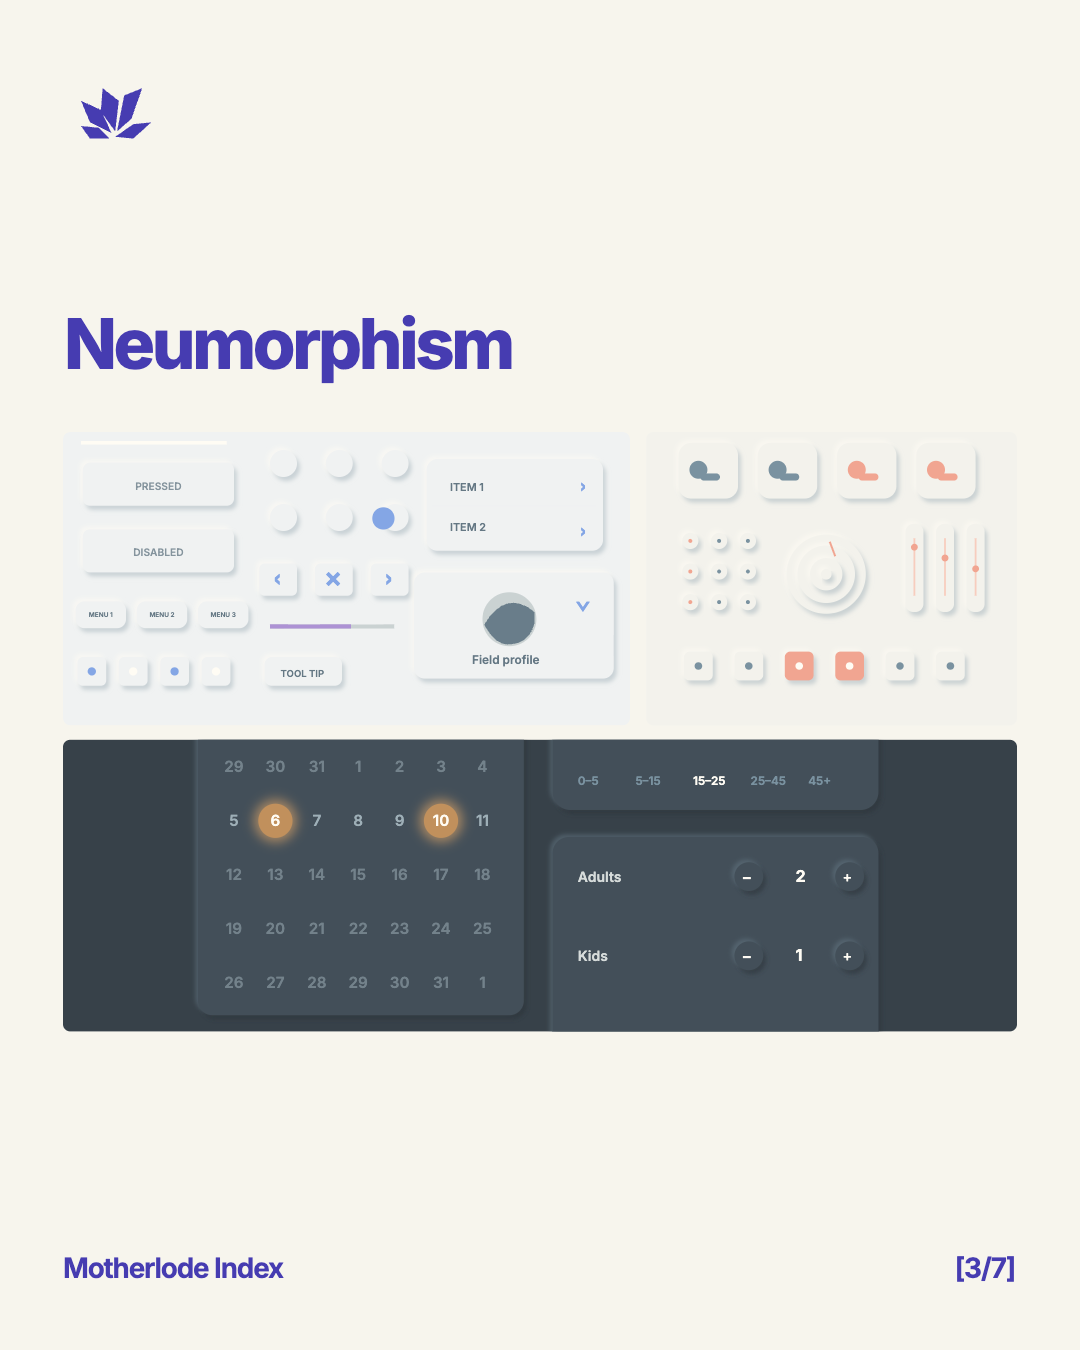 Neumorphism
PRESSED
DISABLED
MENU 1 MENU 2 MENU 3
TOOL TIP
ITEM 1
ITEM 2
Field profile
29 30 31 1 2 3 4
5 6 7 8 9 10 11
12 13 14 15 16 17 18
19 20 21 22 23 24 25
26 27 28 29 30 31 1
0–5 5–15 15–25 25–45 45+
Adults – 2 +
Kids – 1 +
Motherlode Index
[3/7]